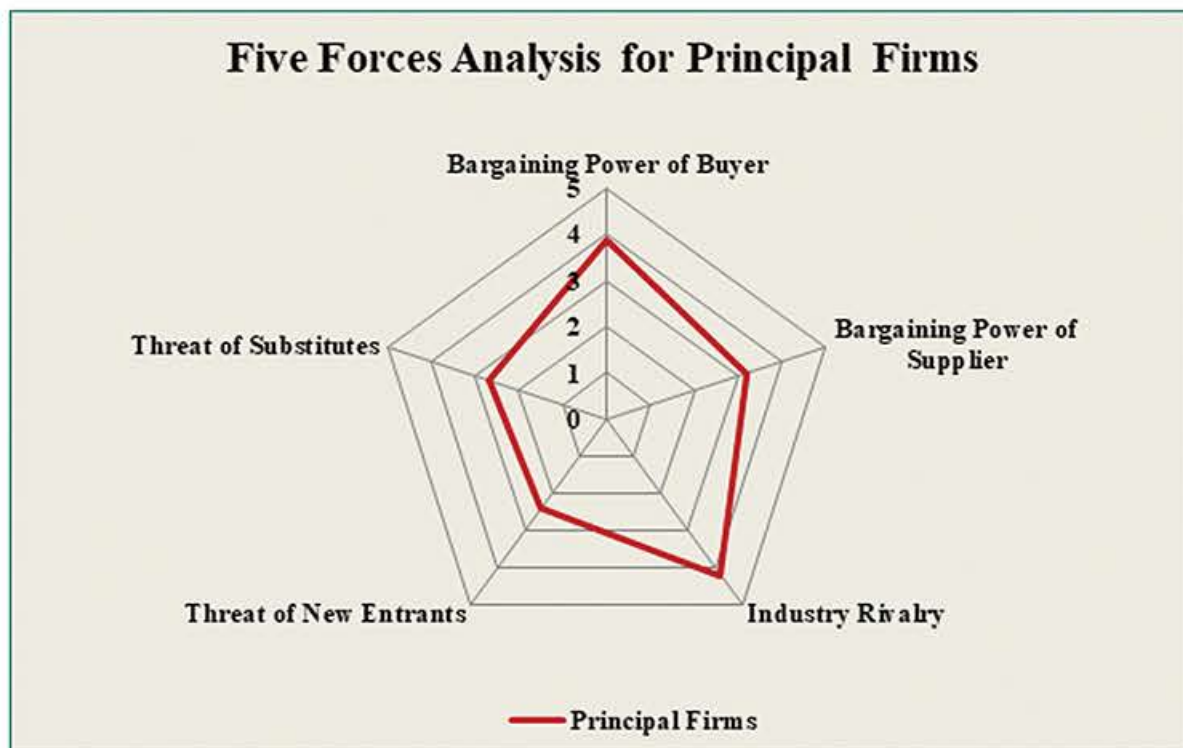 Five Forces Analysis for Principal Firms
Bargaining Power of Buyer
5
4
3
2
1
0
Threat of Substitutes
Bargaining Power of
Supplier
Threat of New Entrants
Industry Rivalry
Principal Firms